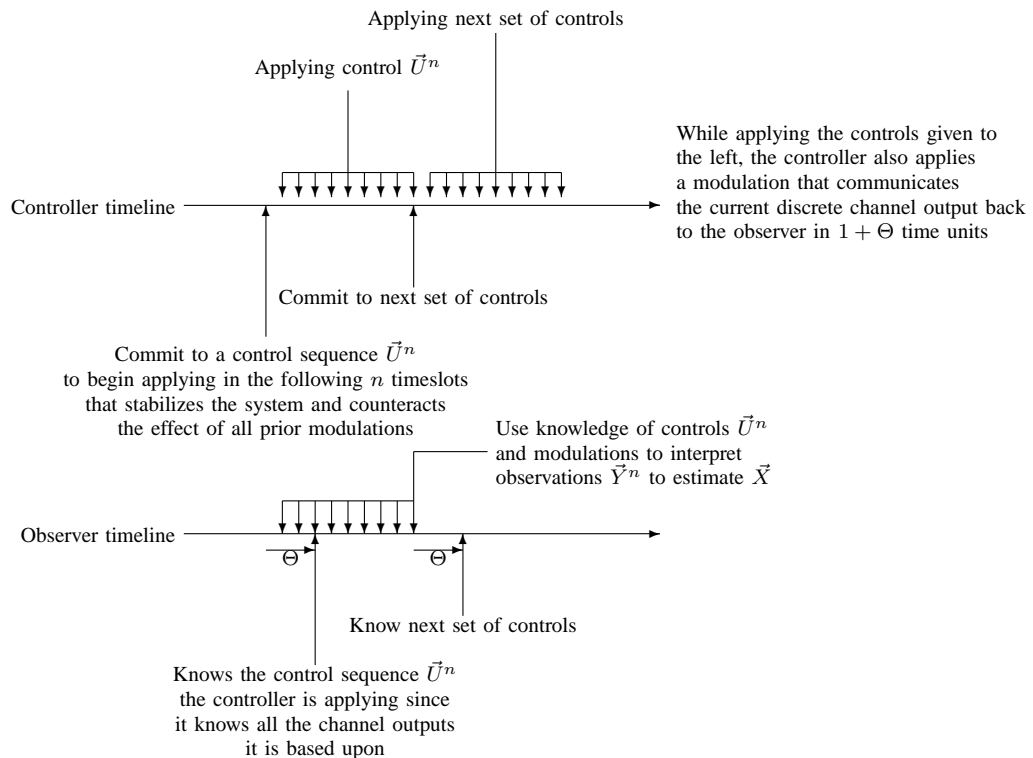 Applying next set of controls
Applying control $\vec{U}^n$
While applying the controls given to
the left, the controller also applies
a modulation that communicates
the current discrete channel output back
to the observer in 1 + Θ time units
Controller timeline
Commit to next set of controls
Commit to a control sequence $\vec{U}^n$
to begin applying in the following $n$ timeslots
that stabilizes the system and counteracts
the effect of all prior modulations
Use knowledge of controls $\vec{U}^n$
and modulations to interpret
observations $\vec{Y}^n$ to estimate $\vec{X}$
Observer timeline
Θ
Θ
Know next set of controls
Knows the control sequence $\vec{U}^n$
the controller is applying since
it knows all the channel outputs
it is based upon